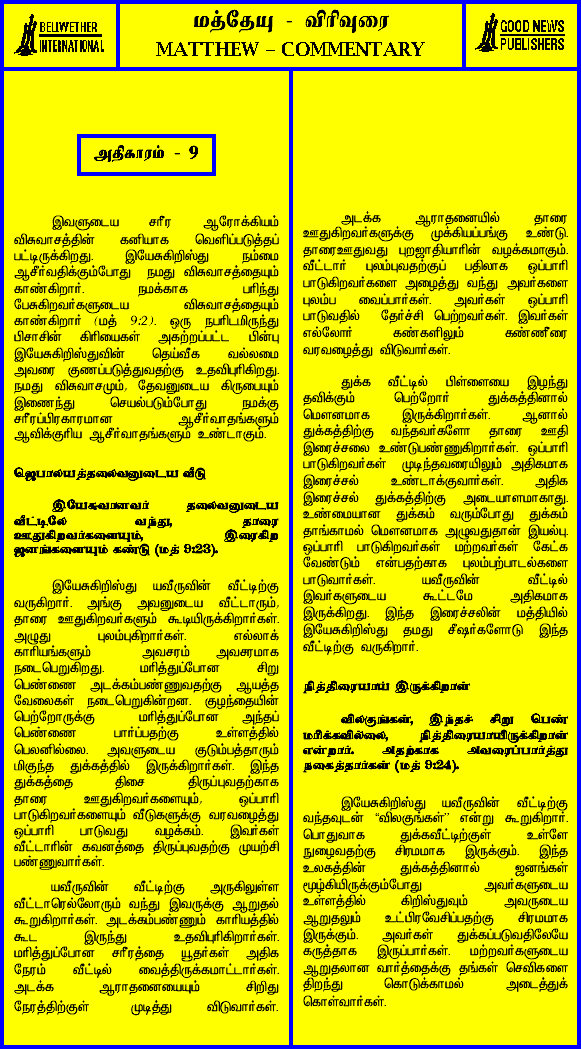 BELLWETHER
INTERNATIONAL
மத்தேயு - விரிவுரை
MATTHEW – COMMENTARY
GOOD NEWS
PUBLISHERS
அதிகாரம் - 9
இவளுடைய சரீர ஆரோக்கியம்
விசுவாசத்தின் கனியாக வெளிப்படுத்தப்
பட்டிருக்கிறது. இயேசுகிறிஸ்து நம்மை
ஆசீர்வதிக்கும்போது நமது விசுவாசத்தையும்
காண்கிறார். நமக்காக பரிந்து
பேசுகிறவர்களுடைய விசுவாசத்தையும்
காண்கிறார் (மத் 9:2). ஒரு நபரிடமிருந்து
பிசாசின் கிரியைகள் அகற்றப்பட்ட பின்பு
இயேசுகிறிஸ்துவின் தெய்வீக வல்லமை
அவரை குணப்படுத்துவதற்கு உதவிபுரிகிறது.
நமது விசுவாசமும், தேவனுடைய கிருபையும்
இணைந்து செயல்படும்போது நமக்கு
சரீரப்பிரகாரமான ஆசீர்வாதங்களும்
ஆவிக்குரிய ஆசீர்வாதங்களும் உண்டாகும்.
ஜெபாலயத்தலைவனுடைய வீடு
இயேசுவானவர் தலைவனுடைய
வீட்டிலே வந்து, தாரை
ஊதுகிறவர்களையும், இரைகிற
ஜனங்களையும் கண்டு (மத் 9:23).
இயேசுகிறிஸ்து யவீருவின் வீட்டிற்கு
வருகிறார். அங்கு அவனுடைய வீட்டாரும்,
தாரை ஊதுகிறவர்களும் கூடியிருக்கிறார்கள்.
அழுது புலம்புகிறார்கள். எல்லாக்
காரியங்களும் அவசரம் அவசரமாக
நடைபெறுகிறது. மரித்துப்போன சிறு
பெண்ணை அடக்கம்பண்ணுவதற்கு ஆயத்த
வேலைகள் நடைபெறுகின்றன. குழந்தையின்
பெற்றோருக்கு மரித்துப்போன அந்தப்
பெண்ணை பார்ப்பதற்கு உள்ளத்தில்
பெலனில்லை. அவளுடைய குடும்பத்தாரும்
மிகுந்த துக்கத்தில் இருக்கிறார்கள். இந்த
துக்கத்தை திசை திருப்புவதற்காக
தாரை ஊதுகிறவர்களையும், ஒப்பாரி
பாடுகிறவர்களையும் வீடுகளுக்கு வரவழைத்து
ஒப்பாரி பாடுவது வழக்கம். இவர்கள்
வீட்டாரின் கவனத்தை திருப்புவதற்கு முயற்சி
பண்ணுவார்கள்.
யவீருவின் வீட்டிற்கு அருகிலுள்ள
வீட்டாரெல்லோரும் வந்து இவருக்கு ஆறுதல்
கூறுகிறார்கள். அடக்கம்பண்ணும் காரியத்தில்
கூட இருந்து உதவிபுரிகிறார்கள்.
மரித்துப்போன சரீரத்தை யூதர்கள் அதிக
நேரம் வீட்டில் வைத்திருக்கமாட்டார்கள்.
அடக்க ஆராதனையையும் சிறிது
நேரத்திற்குள் முடித்து விடுவார்கள்.
அடக்க ஆராதனையில் தாரை
ஊதுகிறவர்களுக்கு முக்கியப்பங்கு உண்டு.
தாரைஊதுவது புறஜாதியாரின் வழக்கமாகும்.
வீட்டார் புலம்புவதற்குப் பதிலாக ஒப்பாரி
பாடுகிறவர்களை அழைத்து வந்து அவர்களை
புலம்ப வைப்பார்கள். அவர்கள் ஒப்பாரி
பாடுவதில் தேர்ச்சி பெற்றவர்கள். இவர்கள்
எல்லோர் கண்களிலும் கண்ணீரை
வரவழைத்து விடுவார்கள்.
துக்க வீட்டில் பிள்ளையை இழந்து
தவிக்கும் பெற்றோர் துக்கத்தினால்
மௌனமாக இருக்கிறார்கள். ஆனால்
துக்கத்திற்கு வந்தவர்களோ தாரை ஊதி
இரைச்சலை உண்டுபண்ணுகிறார்கள். ஒப்பாரி
பாடுகிறவர்கள் முடிந்தவரையிலும் அதிகமாக
இரைச்சல் உண்டாக்குவார்கள். அதிக
இரைச்சல் துக்கத்திற்கு அடையாளமாகாது.
உண்மையான துக்கம் வரும்போது துக்கம்
தாங்காமல் மௌனமாக அழுவதுதான் இயல்பு.
ஒப்பாரி பாடுகிறவர்கள் மற்றவர்கள் கேட்க
வேண்டும் என்பதற்காக புலம்பற்பாடல்களை
பாடுவார்கள். யவீருவின் வீட்டில்
இவர்களுடைய கூட்டமே அதிகமாக
இருக்கிறது. இந்த இரைச்சலின் மத்தியில்
இயேசுகிறிஸ்து தமது சீஷர்களோடு இந்த
வீட்டிற்கு வருகிறார்.
நித்திரையாய் இருக்கிறாள்
விலகுங்கள், இந்தச் சிறு பெண்
மரிக்கவில்லை, நித்திரையாயிருக்கிறாள்
என்றார். அதற்காக அவரைப்பார்த்து
நகைத்தார்கள் (மத் 9:24).
இயேசுகிறிஸ்து யவீருவின் வீட்டிற்கு
வந்தவுடன் “விலகுங்கள்” என்று கூறுகிறார்.
பொதுவாக துக்கவீட்டிற்குள் உள்ளே
நுழைவதற்கு சிரமமாக இருக்கும். இந்த
உலகத்தின் துக்கத்தினால் ஜனங்கள்
மூழ்கியிருக்கும்போது அவர்களுடைய
உள்ளத்தில் கிறிஸ்துவும் அவருடைய
ஆறுதலும் உட்பிரவேசிப்பதற்கு சிரமமாக
இருக்கும். அவர்கள் துக்கப்படுவதிலேயே
கருத்தாக இருப்பார்கள். மற்றவர்களுடைய
ஆறுதலான வார்த்தைக்கு தங்கள் செவிகளை
திறந்து கொடுக்காமல் அடைத்துக்
கொள்வார்கள்.